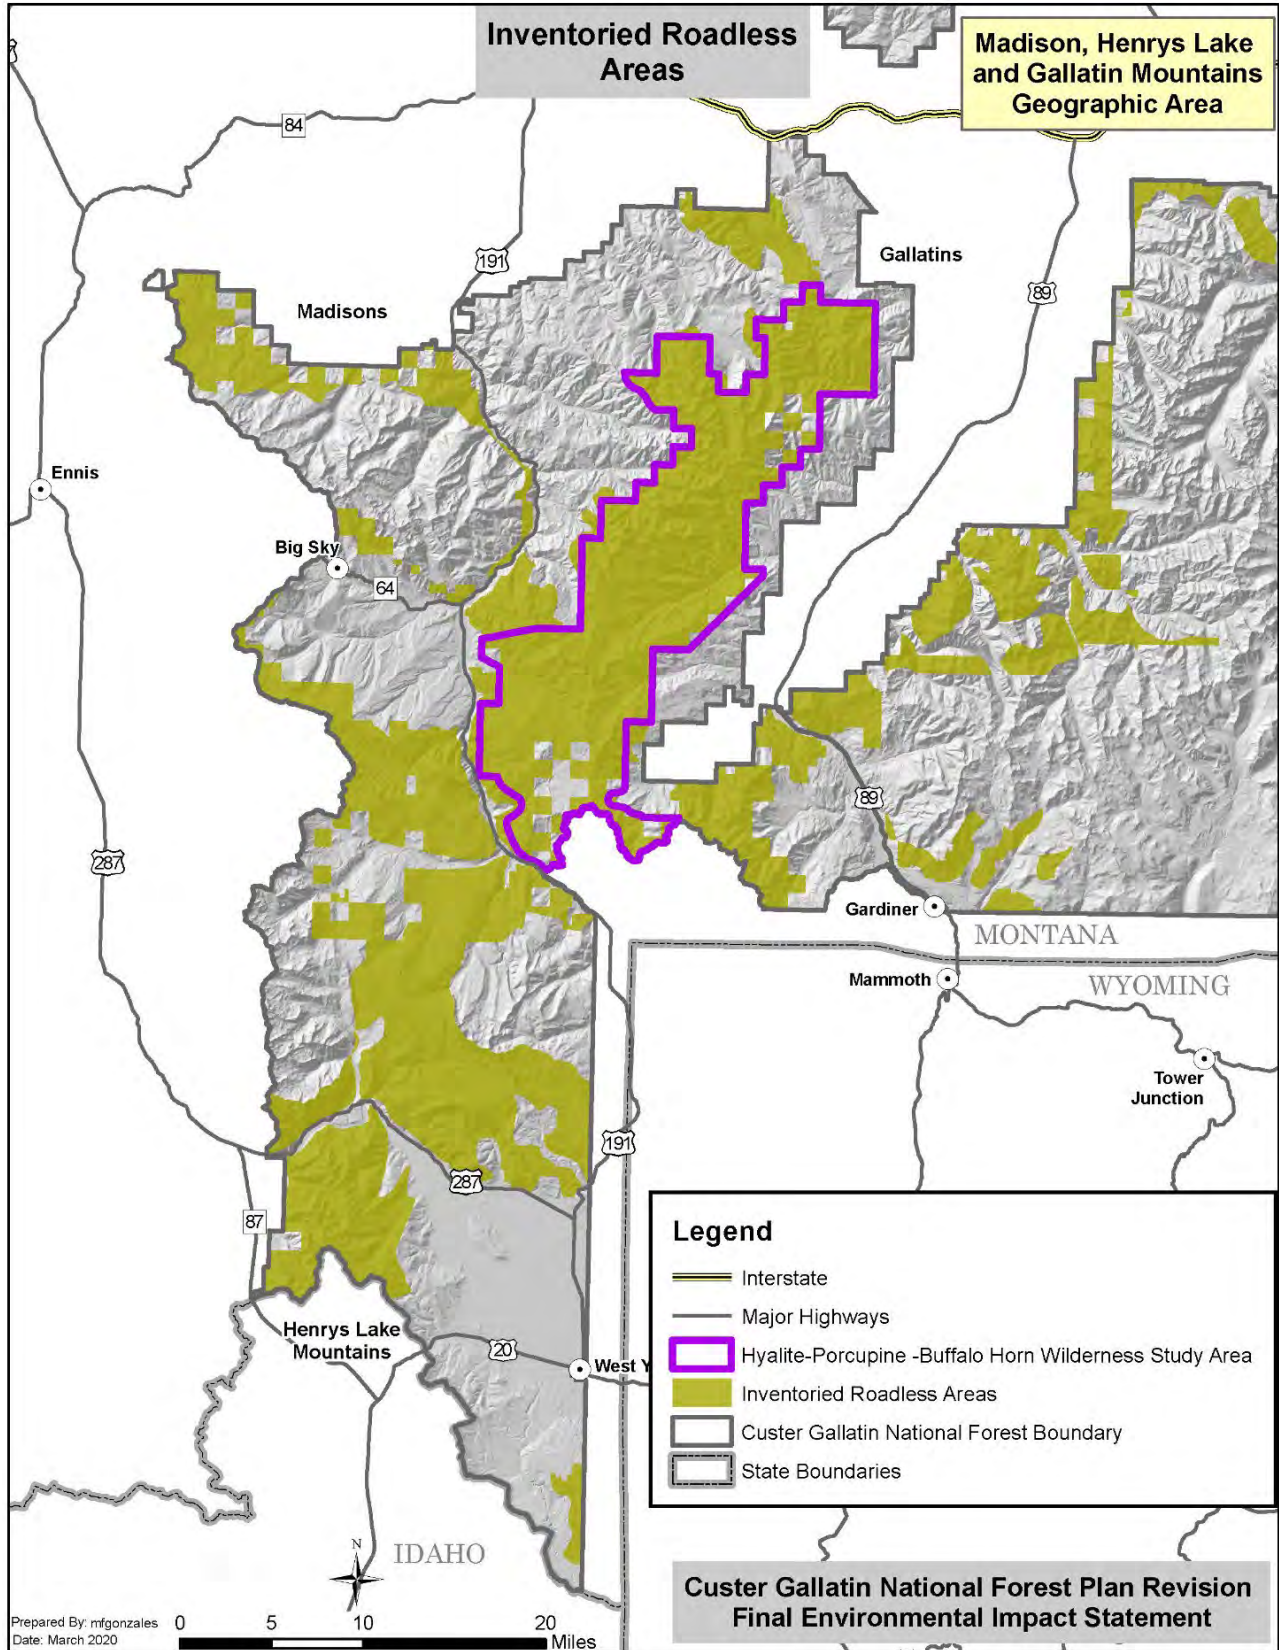 Inventoried Roadless
Areas
Madison, Henrys Lake
and Gallatin Mountains
Geographic Area
84
191
Gallatins
89
Madisons
Ennis
Big Sky
64
89
287
Gardiner
MONTANA
Mammoth
WYOMING
Tower
Junction
191
287
87
Henrys Lake
Mountains
20
West Y
Legend
Interstate
Major Highways
Hyalite-Porcupine -Buffalo Horn Wilderness Study Area
Inventoried Roadless Areas
Custer Gallatin National Forest Boundary
State Boundaries
N
IDAHO
Custer Gallatin National Forest Plan Revision
Final Environmental Impact Statement
Prepared By: mfgonzales
Date: March 2020
0 5 10 20
Miles